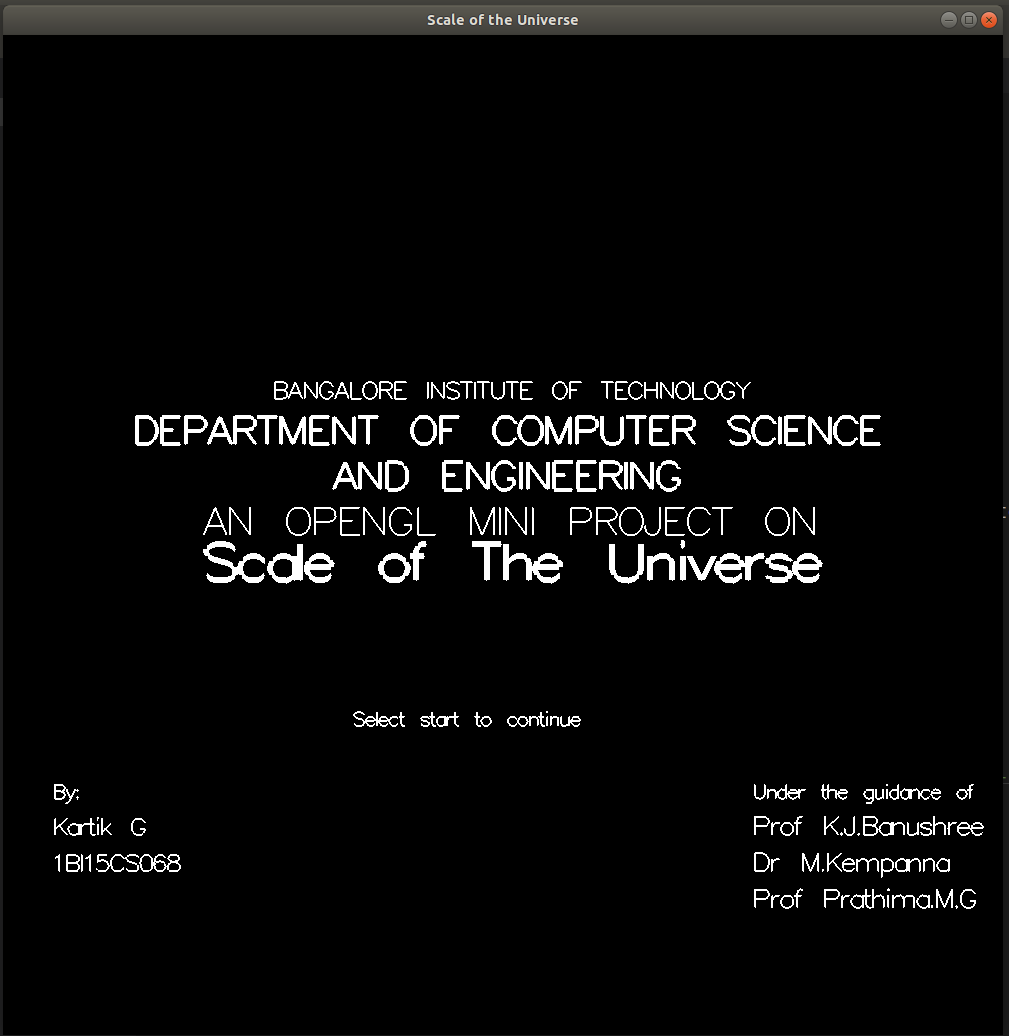 Scale of the Universe
BANGALORE INSTITUTE OF TECHNOLOGY
DEPARTMENT OF COMPUTER SCIENCE
AND ENGINEERING
AN OPENGL MINI PROJECT ON
Scale of The Universe
Select start to continue
By:
Kartik G
1BI15CS068
Under the guidance of
Prof K.J.Banushree
Dr M.Kempanna
Prof Prathima.M.G